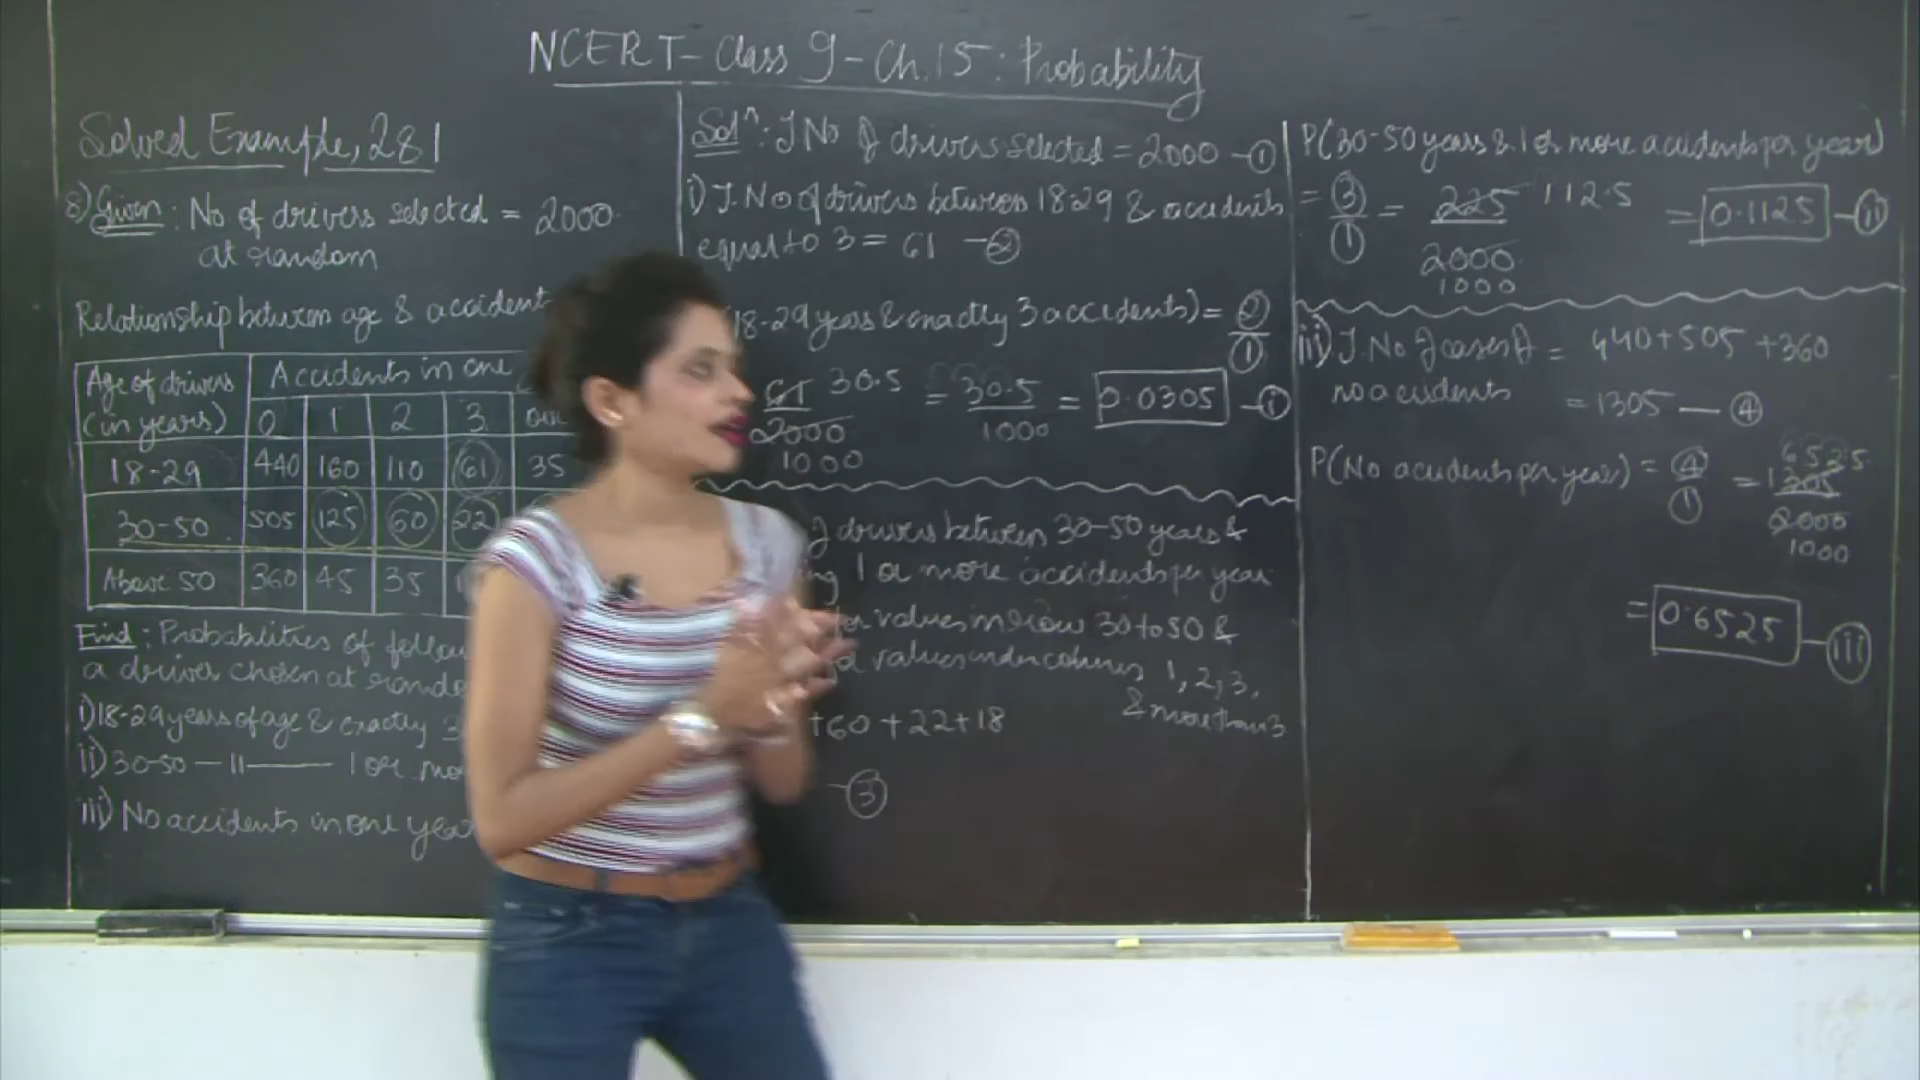 NCERT - Class 9 - Ch.15 : Probability
Solved Example, 281
8) Given : No of drivers selected = 2000
at random
Relationship between age & accident
Age of drivers
(in years)
Accidents in one
0 1 2 3
18-29 440 160 110 61 35
30-50 505 125 60 22
Above 50 360 45 35
Find : Probabilities of
a driver chosen at
i) 18-29 years of age & exactly 3
ii) 30-50 — 11 — 1 or
iii) No accidents in one
Solⁿ : T No of drivers selected = 2000 - ①
i) T. No of drivers between 18-29 & accidents
equal to 3 = 61 - ②
18-29 years & exactly 3 accidents) = ②/①
61 30.5
2000
1000
= 30.5/1000 = 0.0305 - ⓘ
drivers between 30-50 years &
1 or more accidents per year
values in row 30 to 50 &
values under columns 1, 2, 3,
& more than 3
+60 + 22 + 18
- ③
P(30-50 years & 1 or more accidents per year)
= ③/① = 225 112.5
2000
1000
= 0.1125 - ⅱ
iii) T. No of cases of = 440 + 505 + 360
no accidents = 1305 — ④
P(No accidents per year) = ④/① = 1305
652.5
2000
1000
= 0.6525 - ⅲ